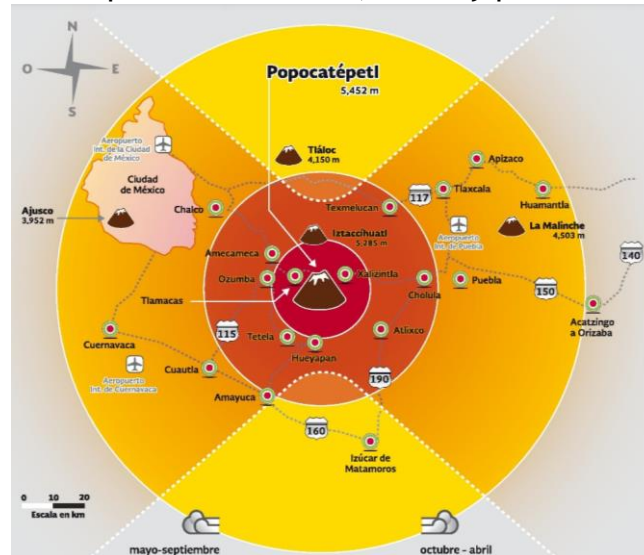 N
O
E
S
Popocatépetl
5,452 m
Aeropuerto
Int. de la Ciudad
de México
Tláloc
4,150 m
Apizaco
Ciudad
de México
Ajusco
3,952 m
Chalco
Texmelucan
117
Tlaxcala
Huamantla
Iztaccíhuatl
5,285 m
Aeropuerto
Int. de Puebla
La Malinche
4,503 m
140
Amecameca
Ozumba
Xalizintla
Tlamacas
Cholula
Puebla
150
Acatzingo
a Orizaba
Cuernavaca
115
Tetela
Hueyapan
Atlixco
Aeropuerto
Int. de Cuernavaca
Cuautla
190
Amayuca
160
Izúcar de
Matamoros
0 10 20
Escala en km
mayo-septiembre
octubre - abril